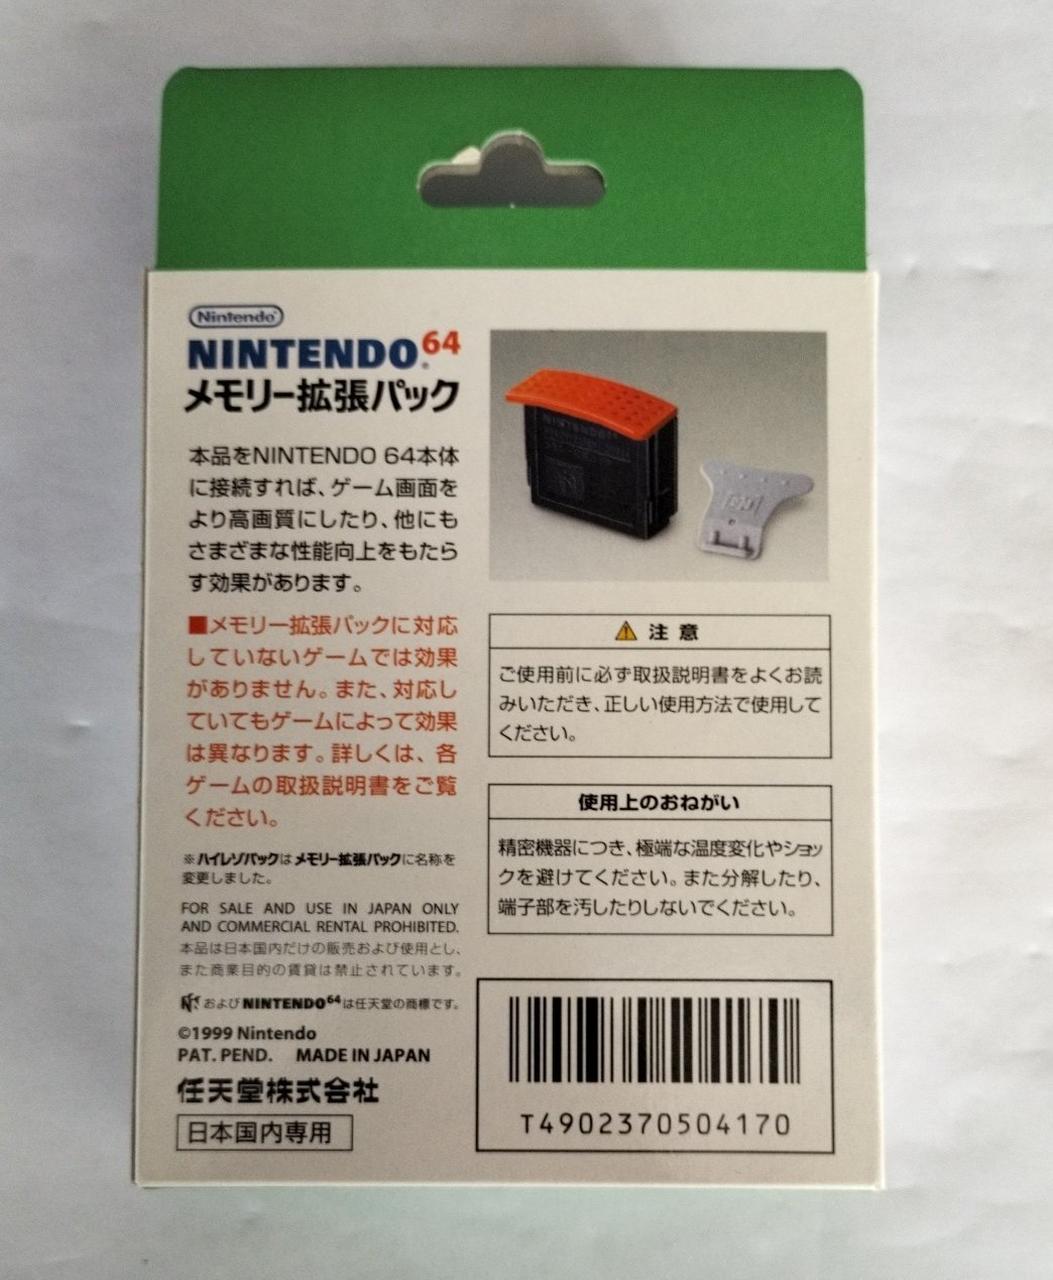 Nintendo
NINTENDO64
メモリー拡張パック
本品をNINTENDO 64本体
に接続すれば、ゲーム画面を
より高画質にしたり、他にも
さまざまな性能向上をもたら
す効果があります。
■メモリー拡張パックに対応
していないゲームでは効果
がありません。また、対応し
ていてもゲームによって効果
は異なります。詳しくは、各
ゲームの取扱説明書をご覧
ください。
※ハイレゾパックはメモリー拡張パックに名称を
変更しました。
FOR SALE AND USE IN JAPAN ONLY
AND COMMERCIAL RENTAL PROHIBITED.
本品は日本国内だけの販売および使用とし、
また商業目的の賃貸は禁止されています。
およびNINTENDO64は任天堂の商標です。
©1999 Nintendo
PAT. PEND. MADE IN JAPAN
任天堂株式会社
日本国内専用
NINTENDO64
注意
ご使用前に必ず取扱説明書をよくお読
みいただき、正しい使用方法で使用して
ください。
使用上のおねがい
精密機器につき、極端な温度変化やショッ
クを避けてください。また分解したり、
端子部を汚したりしないでください。
T4902370504170